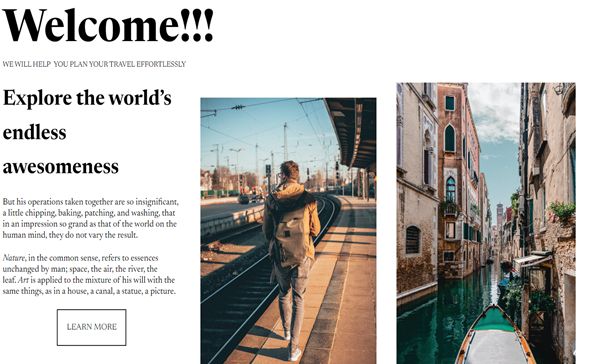 Welcome!!!
WE WILL HELP YOU PLAN YOUR TRAVEL EFFORTLESSLY
Explore the world’s
endless
awesomeness
But his operations taken together are so insignificant,
a little chipping, baking, patching, and washing, that
in an impression so grand as that of the world on the
human mind, they do not vary the result.
Nature, in the common sense, refers to essences
unchanged by man; space, the air, the river, the
leaf. Art is applied to the mixture of his will with the
same things, as in a house, a canal, a statue, a picture.
LEARN MORE